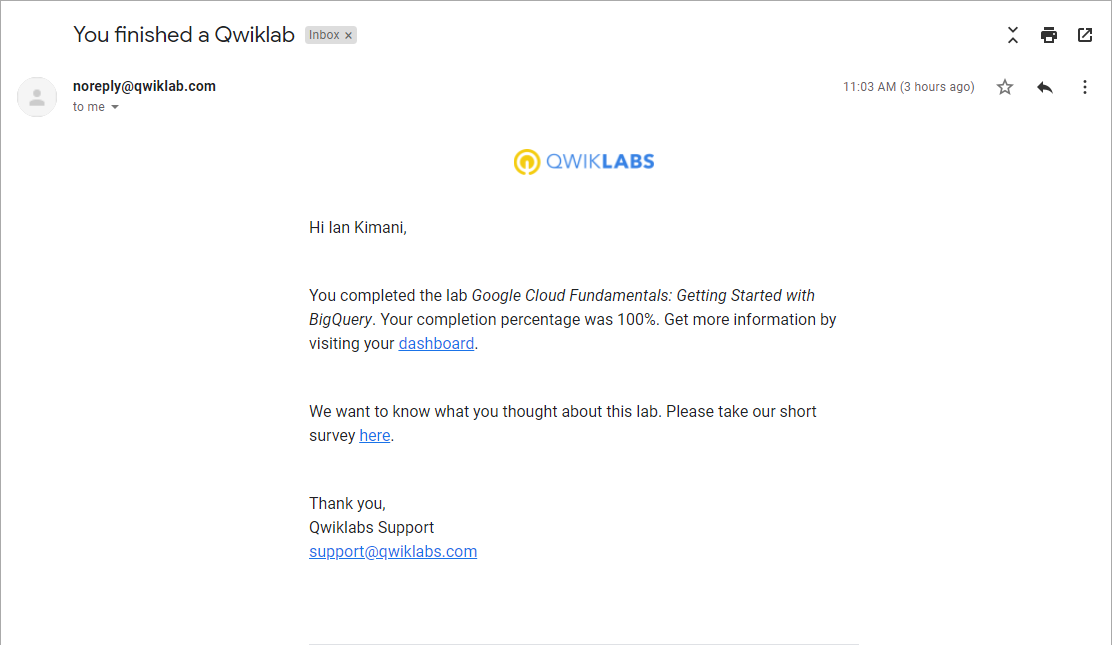 You finished a Qwiklab Inbox ×
noreply@qwiklab.com 11:03 AM (3 hours ago)
to me
QWIKLABS
Hi Ian Kimani,
You completed the lab Google Cloud Fundamentals: Getting Started with
BigQuery. Your completion percentage was 100%. Get more information by
visiting your dashboard.
We want to know what you thought about this lab. Please take our short
survey here.
Thank you,
Qwiklabs Support
support@qwiklabs.com